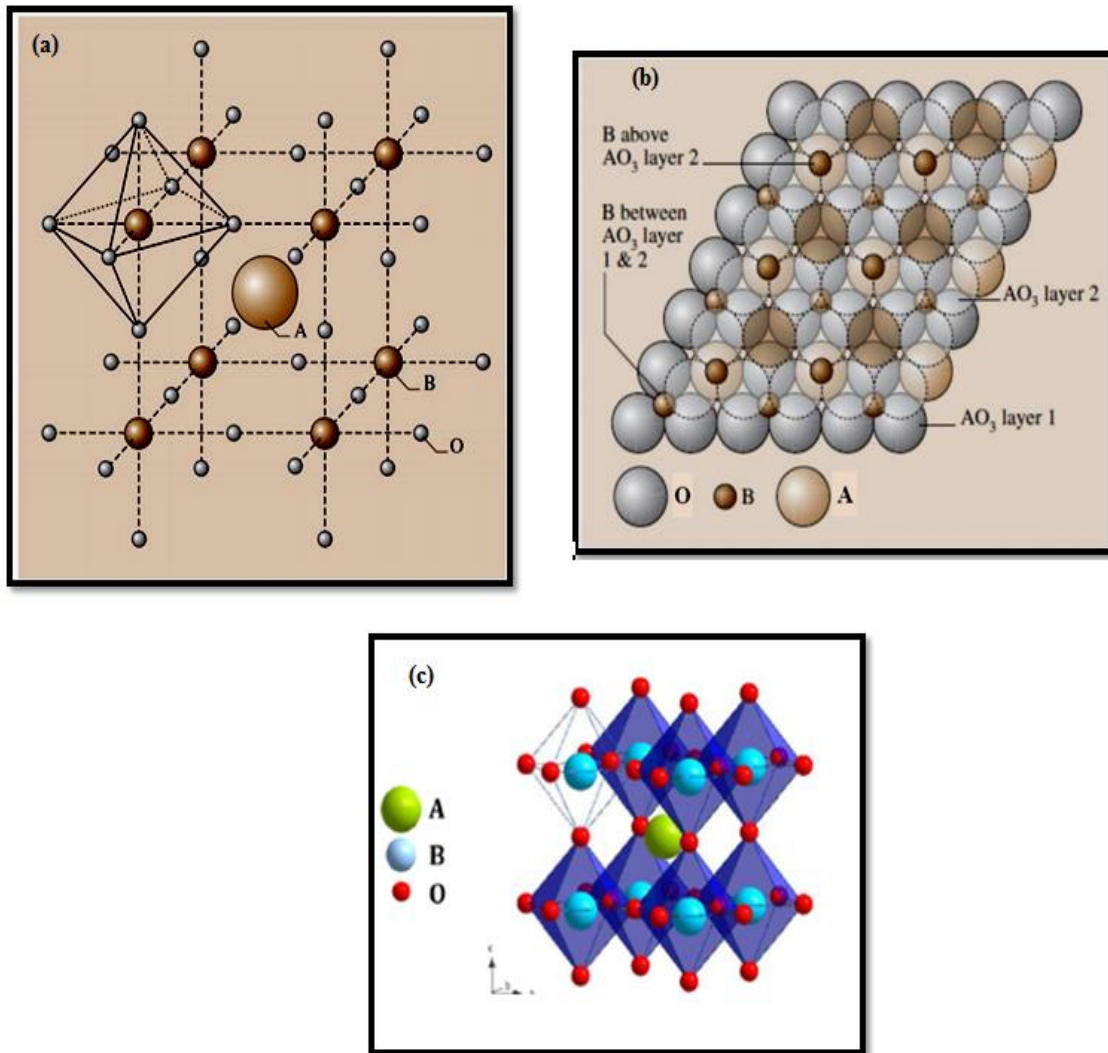 (a)
A
B
O
(b)
B above
AO₃ layer 2
B between
AO₃ layer
1 & 2
AO₃ layer 2
AO₃ layer 1
O
B
A
(c)
A
B
O
c